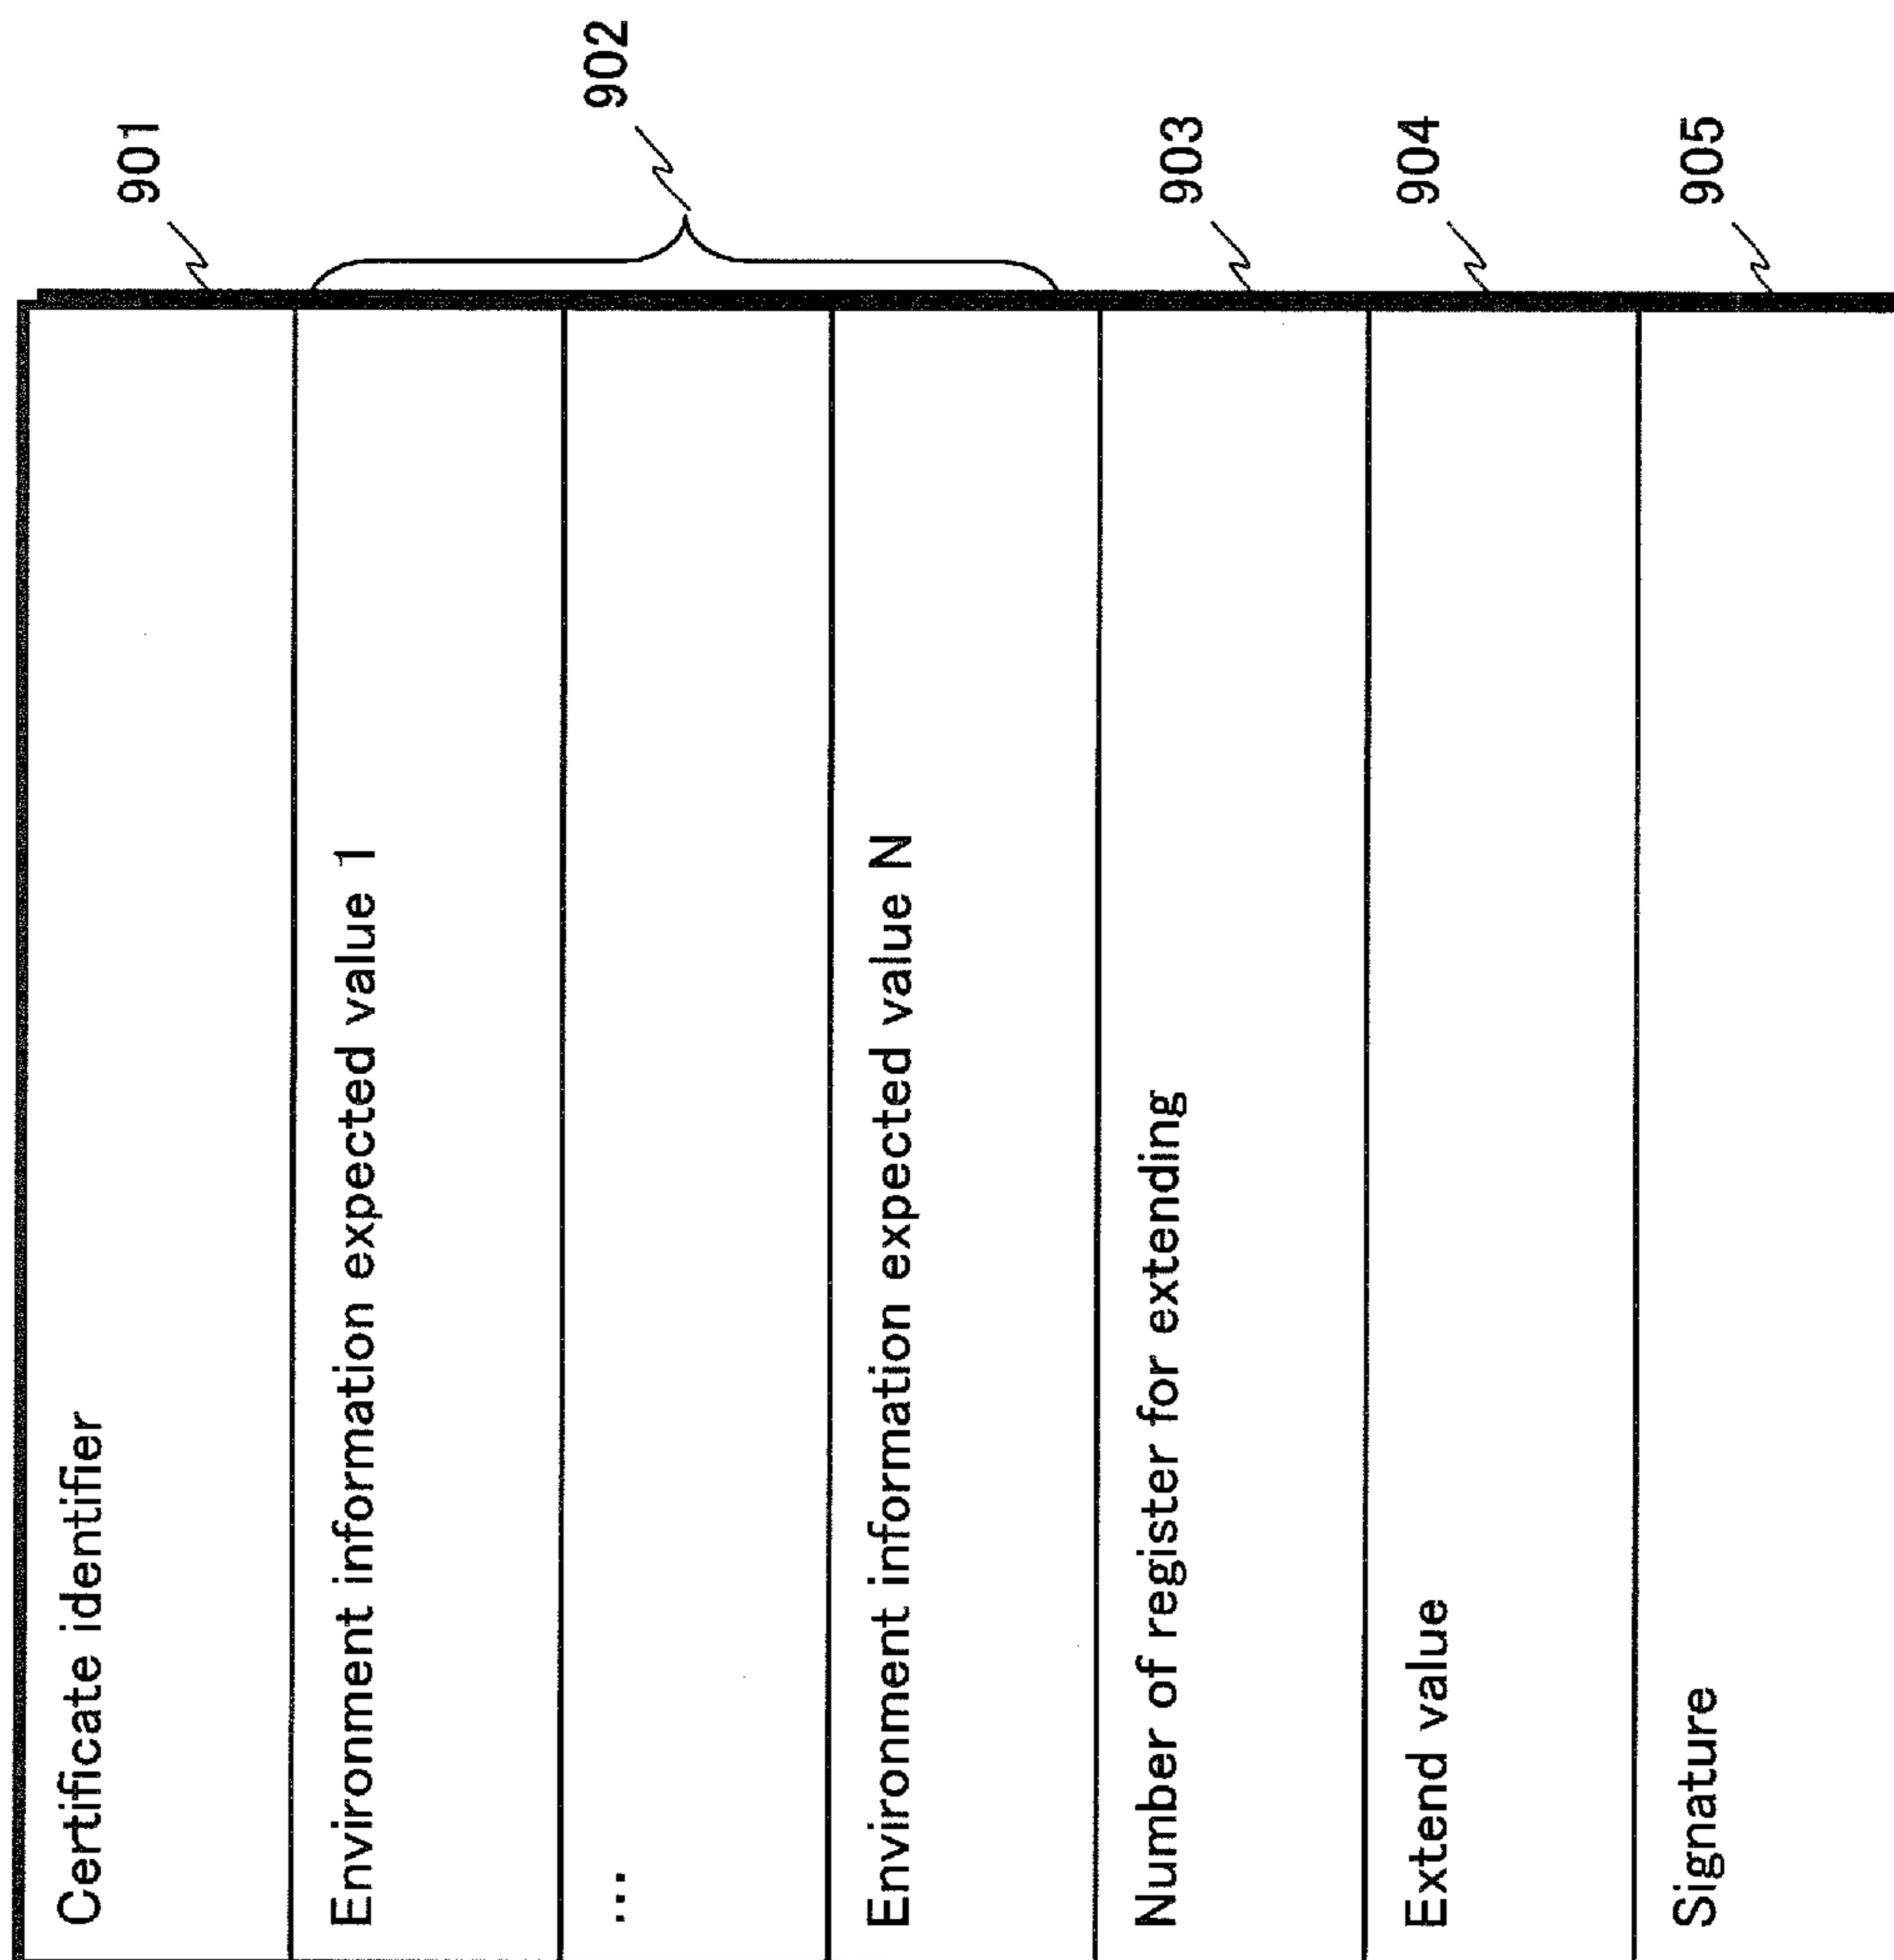 Certificate identifier
901
Environment information expected value 1
...
Environment information expected value N
902
Number of register for extending
903
Extend value
904
Signature
905